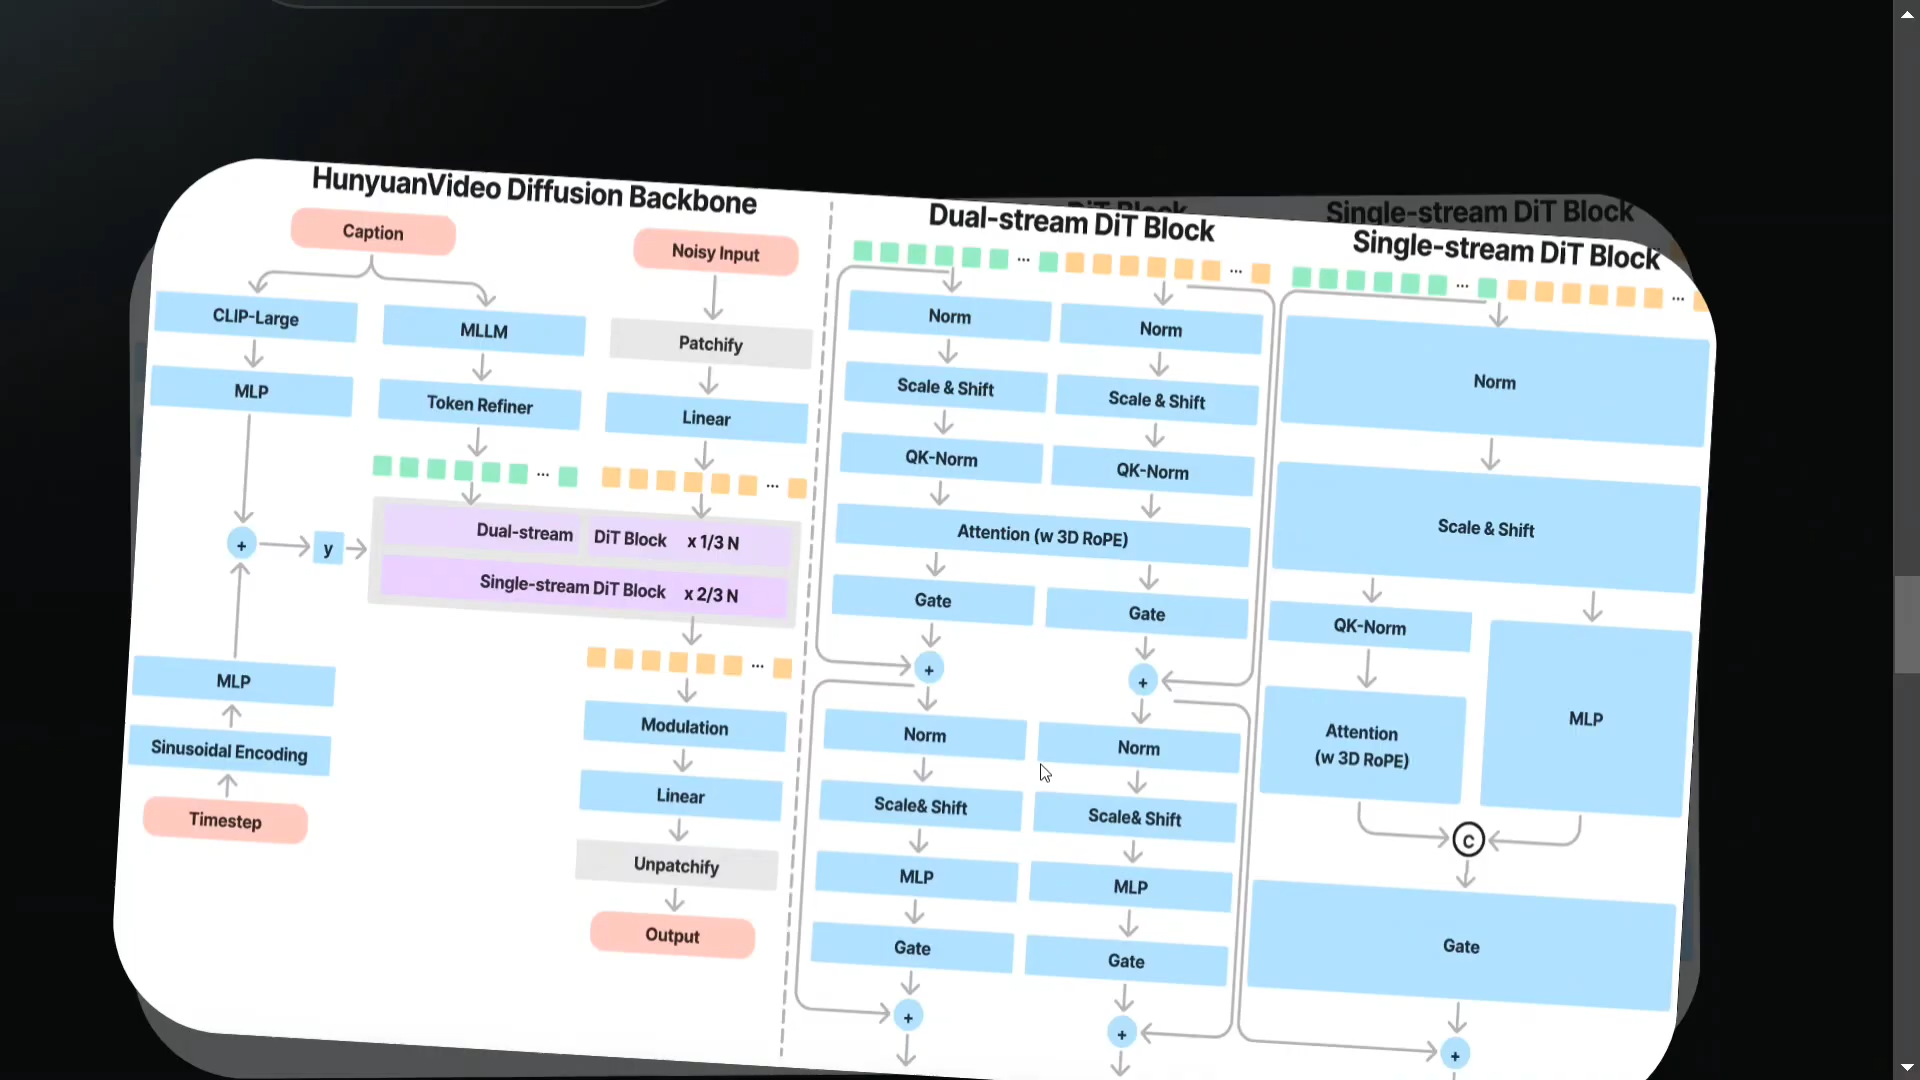 HunyuanVideo Diffusion Backbone
Caption
Noisy Input
CLIP-Large
MLLM
Patchify
MLP
Token Refiner
Linear
...
...
Dual-stream DiT Block x 1/3 N
+
y
Single-stream DiT Block x 2/3 N
...
MLP
Modulation
Sinusoidal Encoding
Linear
Timestep
Unpatchify
Output
DiT Block
Dual-stream DiT Block
...
...
Norm
Norm
Scale & Shift
Scale & Shift
QK-Norm
QK-Norm
Attention (w 3D RoPE)
Gate
Gate
+
+
Norm
Norm
Scale& Shift
Scale& Shift
MLP
MLP
Gate
Gate
+
+
Single-stream DiT Block
Single-stream DiT Block
...
...
Norm
Scale & Shift
QK-Norm
MLP
Attention
(w 3D RoPE)
C
Gate
+